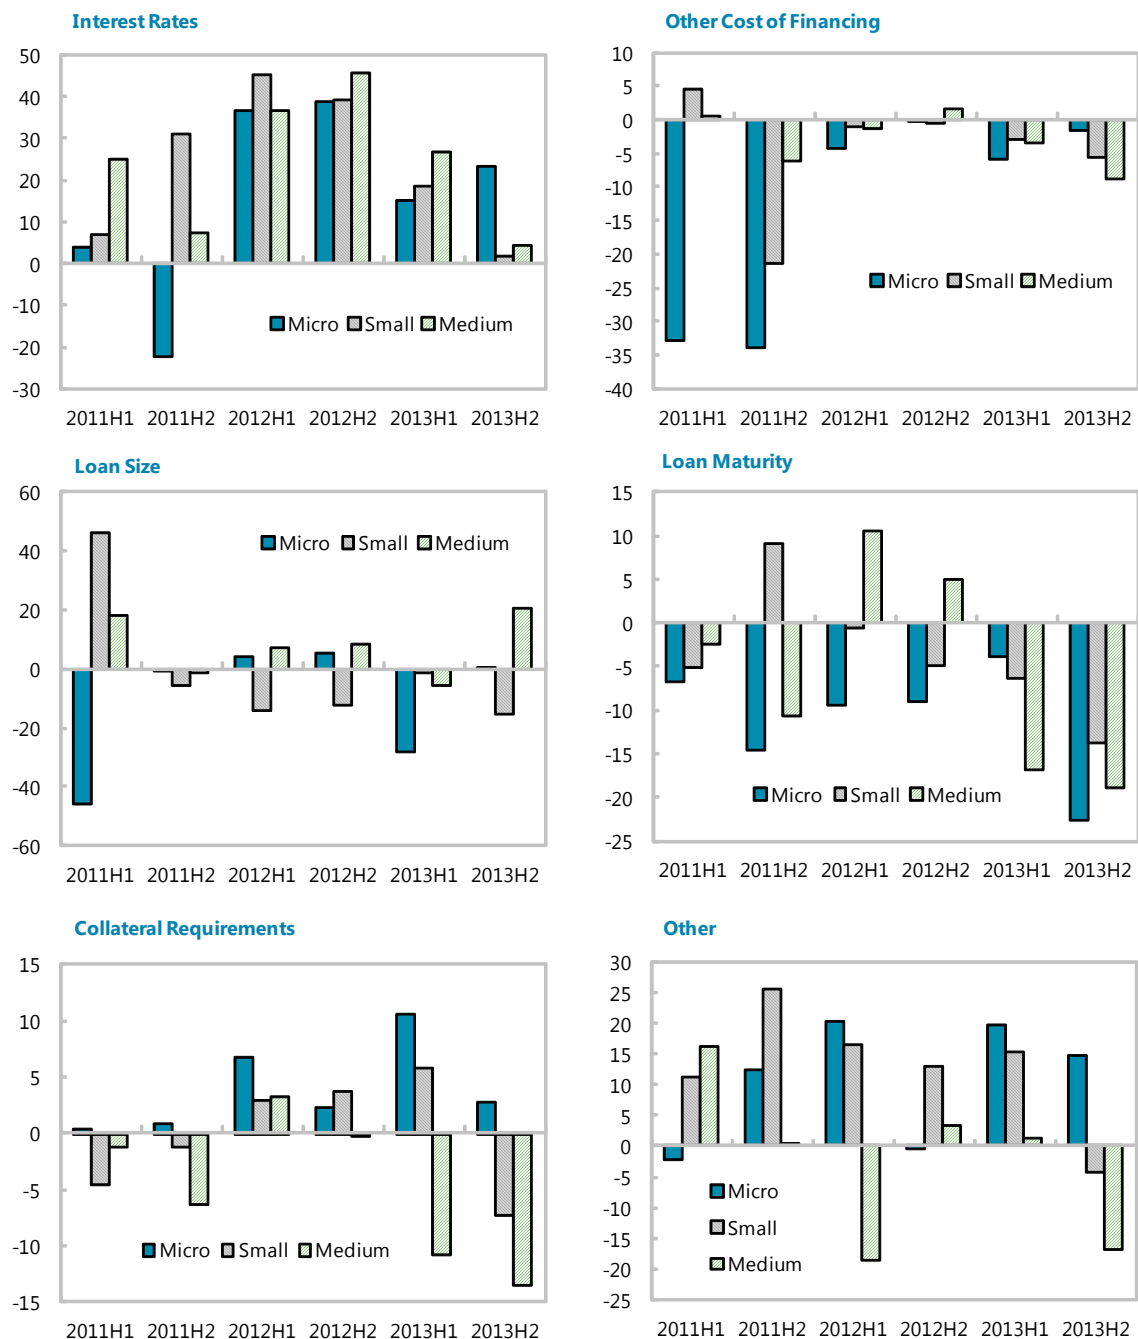 Interest Rates
50
40
30
20
10
0
-10
-20
-30
Micro Small Medium
2011H1 2011H2 2012H1 2012H2 2013H1 2013H2
Other Cost of Financing
10
5
0
-5
-10
-15
-20
-25
-30
-35
-40
Micro Small Medium
2011H1 2011H2 2012H1 2012H2 2013H1 2013H2
Loan Size
60
40
20
0
-20
-40
-60
Micro Small Medium
2011H1 2011H2 2012H1 2012H2 2013H1 2013H2
Loan Maturity
15
10
5
0
-5
-10
-15
-20
-25
Micro Small Medium
2011H1 2011H2 2012H1 2012H2 2013H1 2013H2
Collateral Requirements
15
10
5
0
-5
-10
-15
Micro Small Medium
2011H1 2011H2 2012H1 2012H2 2013H1 2013H2
Other
30
25
20
15
10
5
0
-5
-10
-15
-20
-25
Micro
Small
Medium
2011H1 2011H2 2012H1 2012H2 2013H1 2013H2